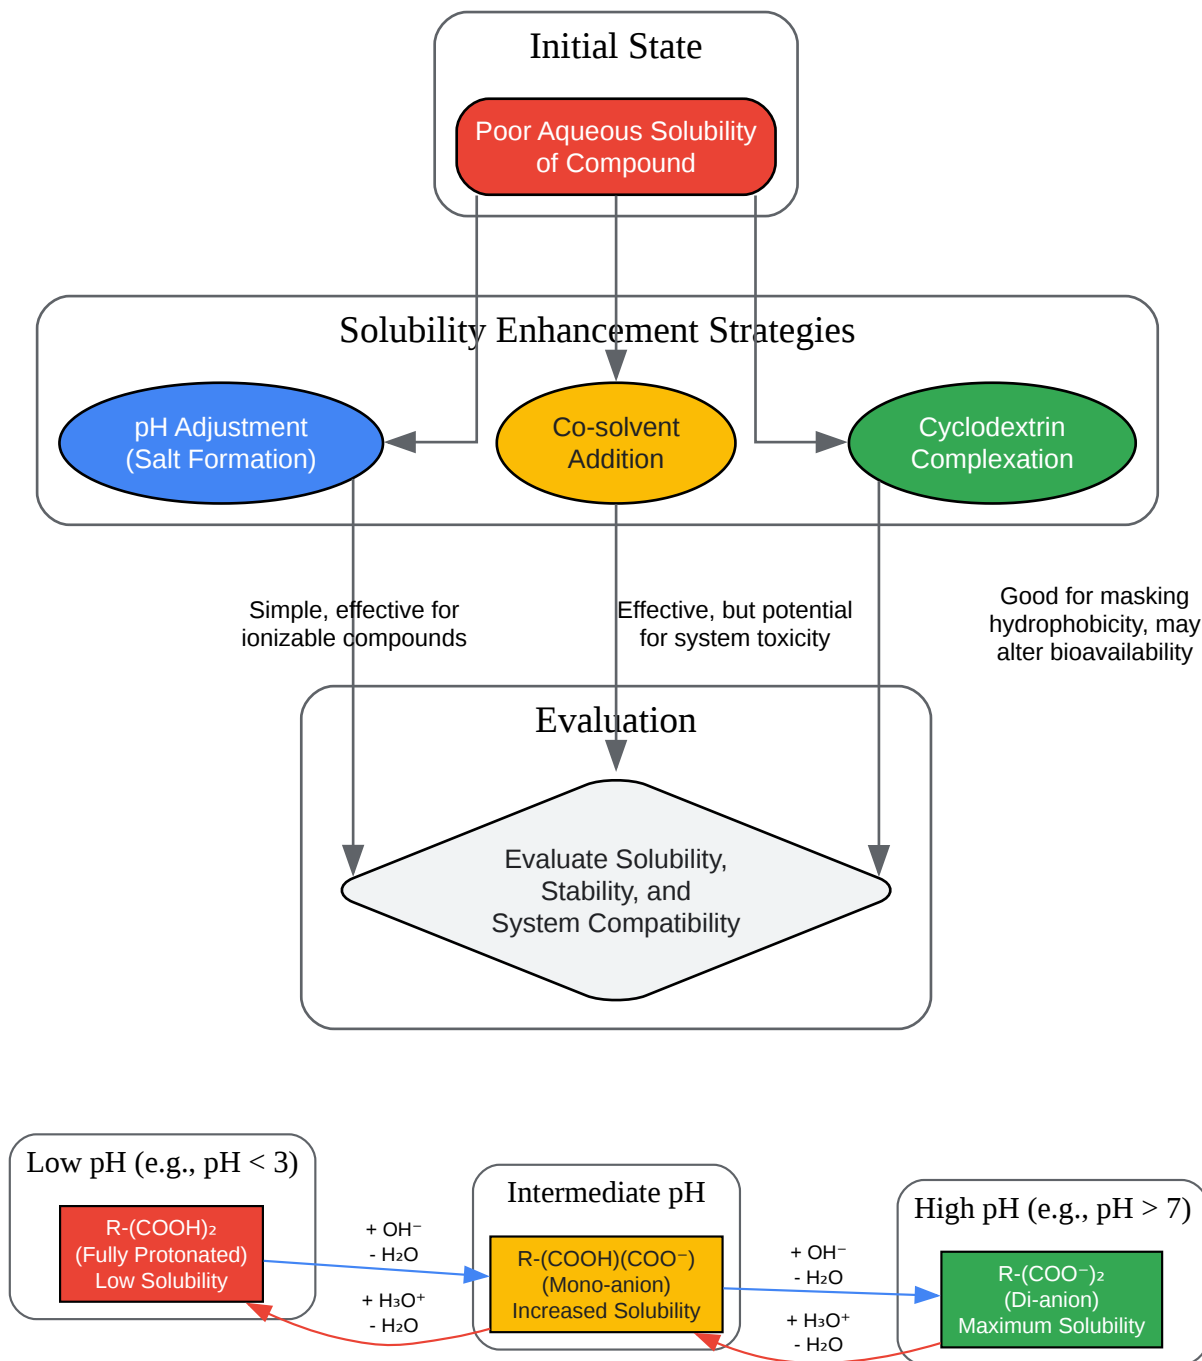 Initial State
Poor Aqueous Solubility
of Compound
Solubility Enhancement Strategies
pH Adjustment
(Salt Formation)
Co-solvent
Addition
Cyclodextrin
Complexation
Simple, effective for
ionizable compounds
Effective, but potential
for system toxicity
Good for masking
hydrophobicity, may
alter bioavailability
Evaluation
Evaluate Solubility,
Stability, and
System Compatibility
Low pH (e.g., pH < 3)
R-(COOH)₂
(Fully Protonated)
Low Solubility
+ OH⁻
- H₂O
+ H₃O⁺
- H₂O
Intermediate pH
R-(COOH)(COO⁻)
(Mono-anion)
Increased Solubility
+ OH⁻
- H₂O
+ H₃O⁺
- H₂O
High pH (e.g., pH > 7)
R-(COO⁻)₂
(Di-anion)
Maximum Solubility